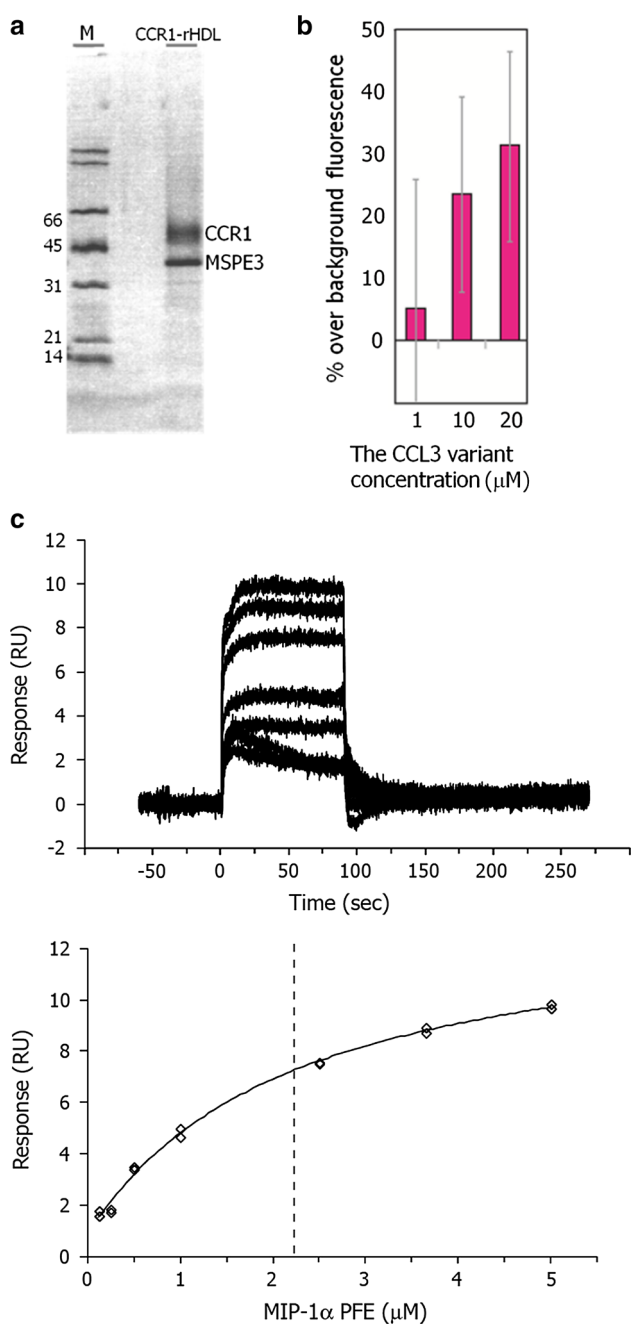 a
M
CCR1-rHDL
66
45
31
21
14
CCR1
MSPE3
b
% over background fluorescence
50
40
30
20
10
0
1 10 20
The CCL3 variant
concentration (μM)
c
Response (RU)
12
10
8
6
4
2
0
-2
-50 0 50 100 150 200 250
Time (sec)
Response (RU)
12
10
8
6
4
2
0
0 1 2 3 4 5
MIP-1α PFE (μM)